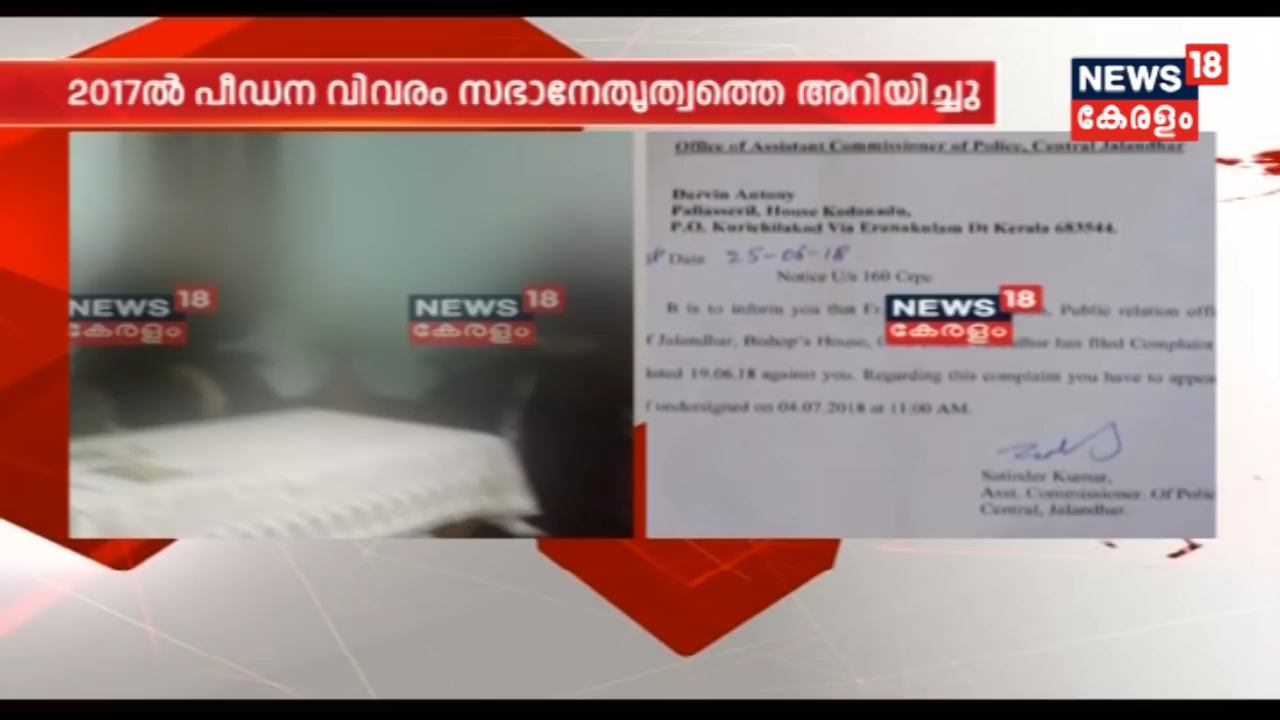 2017ൽ പീഡന വിവരം സഭാനേതൃത്വത്തെ അറിയിച്ചു
NEWS 18
കേരളം
Office of Assistant Commissioner of Police, Central Jalandhar
Darvin Antony
Pallasseril, House Kodanadu,
P.O. Kurichilakod Via Eranakulam Dt Kerala 683544.
Date 25-06-18
Notice U/s 160 Crpc
It is to inform you that Public relation
Jalandhar, Bishop's House, has filed
19.06.18 against you. Regarding this complaint you have to
undersigned on 04.07.2018 at 11:00 AM.
Satinder Kumar,
Asst. Commissioner. Of
Central, Jalandhar.
NEWS 18
കേരളം
NEWS 18
കേരളം
NEWS 18
കേരളം